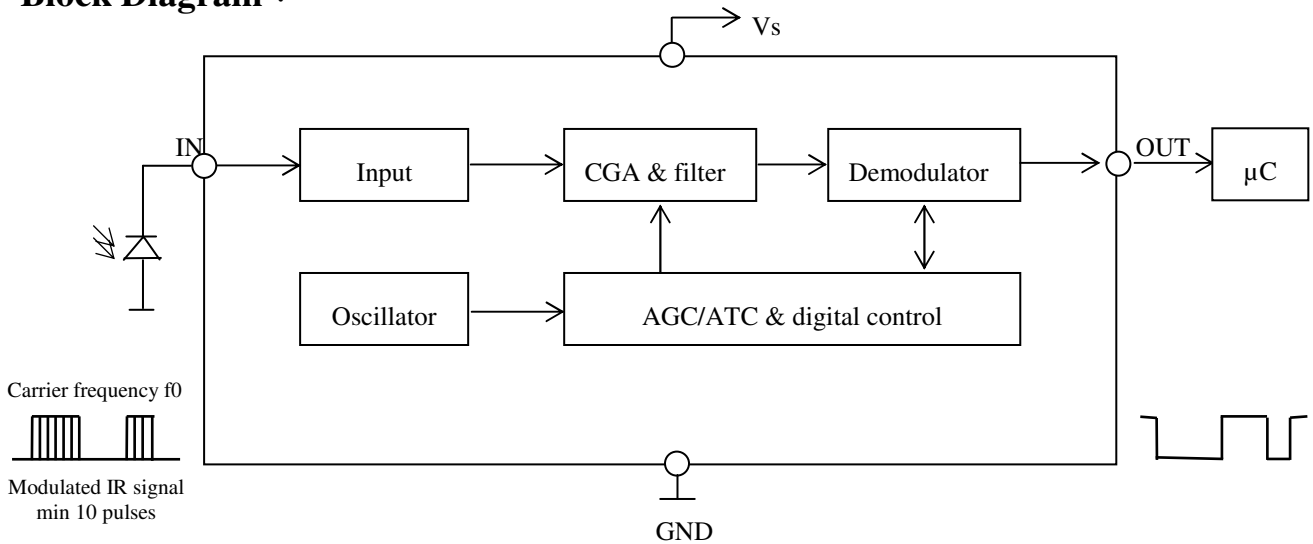 Block Diagram :
Vs
IN
Input
CGA & filter
Demodulator
OUT
µC
Oscillator
AGC/ATC & digital control
Carrier frequency f0
Modulated IR signal
min 10 pulses
GND